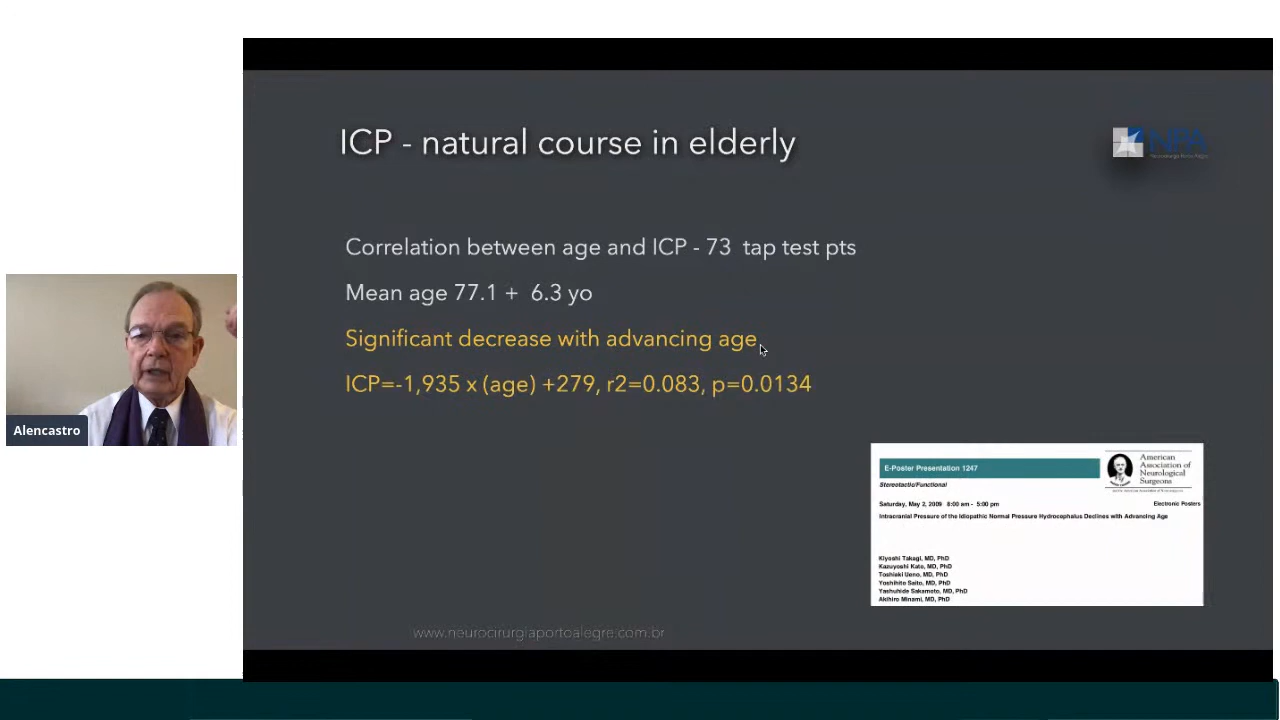 ICP - natural course in elderly
NPA
Correlation between age and ICP - 73 tap test pts
Mean age 77.1 + 6.3 yo
Significant decrease with advancing age
ICP=-1,935 x (age) +279, r2=0.083, p=0.0134
Alencastro
E-Poster Presentation 1247
American
Association of
Neurological
Surgeons
Stereotactic/Functional
Saturday, May 2, 2009 8:00 am - 5:00 pm
Electronic Posters
Intracranial Pressure of the Idiopathic Normal Pressure Hydrocephalus Declines with Advancing Age
Kiyoshi Takagi, MD, PhD
Kazuyoshi Kato, MD, PhD
Toshiaki Ueno, MD, PhD
Yoshihito Saito, MD, PhD
Yashuhide Sakamoto, MD, PhD
Akihiro Minami, MD, PhD
www.neurocirurgiaportoalegre.com.br